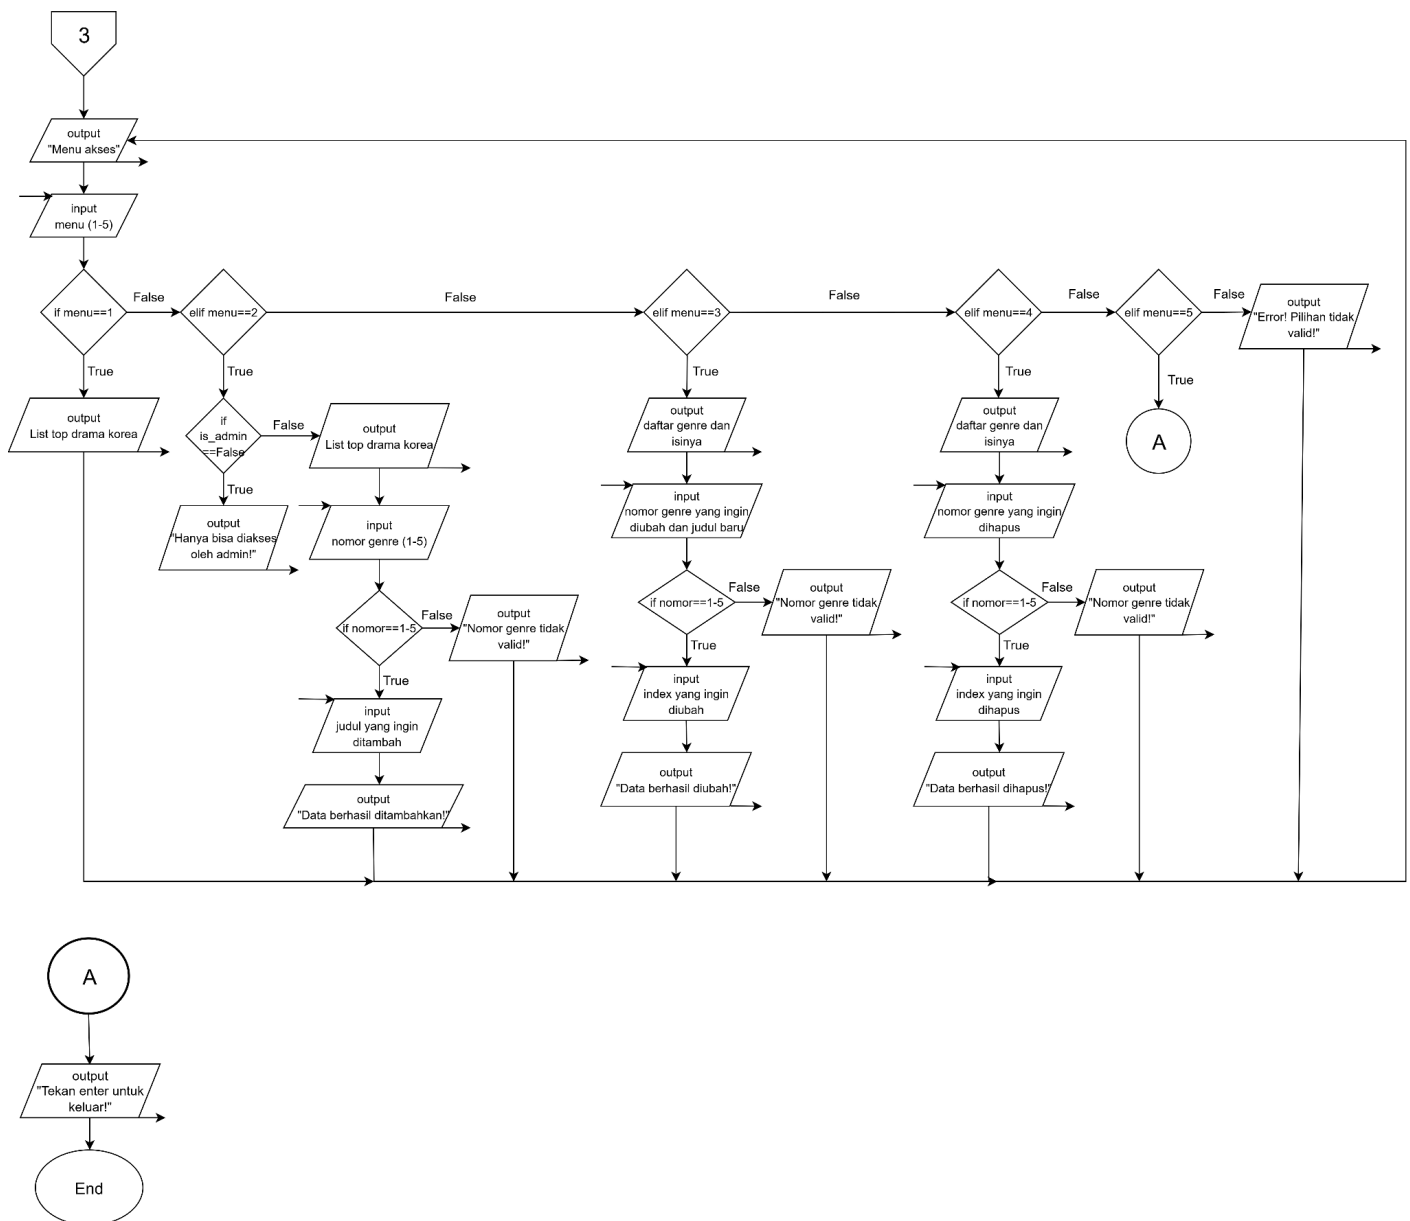 3
output
"Menu akses"
input
menu (1-5)
if menu==1
False
elif menu==2
False
elif menu==3
False
elif menu==4
False
elif menu==5
False
output
"Error! Pilihan tidak
valid!"
True
True
True
True
True
output
List top drama korea
if
is_admin
==False
False
output
List top drama korea
True
output
"Hanya bisa diakses
oleh admin!"
input
nomor genre (1-5)
if nomor==1-5
False
output
"Nomor genre tidak
valid!"
True
input
judul yang ingin
ditambah
output
"Data berhasil ditambahkan!"
output
daftar genre dan
isinya
input
nomor genre yang ingin
diubah dan judul baru
if nomor==1-5
False
output
"Nomor genre tidak
valid!"
True
input
index yang ingin
diubah
output
"Data berhasil diubah!"
output
daftar genre dan
isinya
input
nomor genre yang ingin
dihapus
if nomor==1-5
False
output
"Nomor genre tidak
valid!"
True
input
index yang ingin
dihapus
output
"Data berhasil dihapus!"
A
A
output
"Tekan enter untuk
keluar!"
End